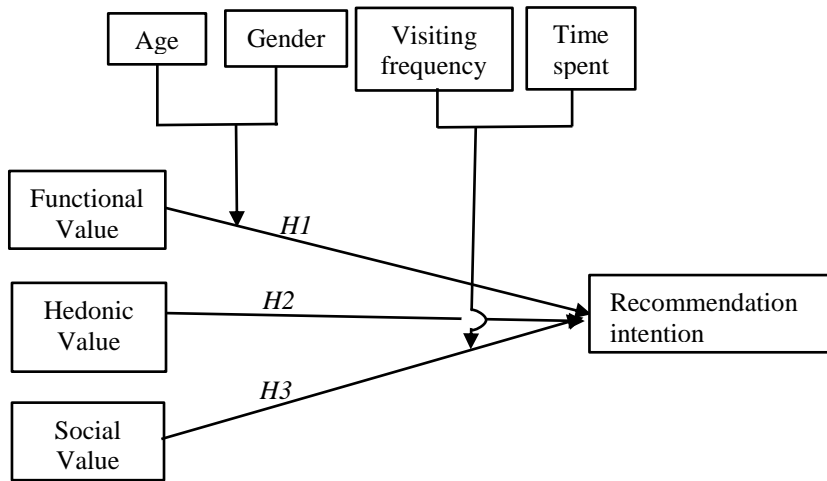 Age
Gender
Visiting
frequency
Time
spent
Functional
Value
H1
Hedonic
Value
H2
Recommendation
intention
H3
Social
Value